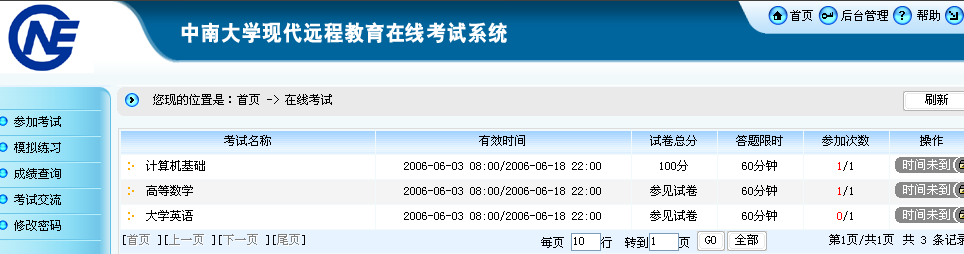 中南大学现代远程教育在线考试系统
首页 后台管理 帮助
您现的位置是：首页 -> 在线考试 刷新
参加考试
模拟练习
成绩查询
考试交流
修改密码
考试名称 有效时间 试卷总分 答题限时 参加次数 操作
计算机基础 2006-06-03 08:00/2006-06-18 22:00 100分 60分钟 1/1 时间未到
高等数学 2006-06-03 08:00/2006-06-18 22:00 参见试卷 60分钟 1/1 时间未到
大学英语 2006-06-03 08:00/2006-06-18 22:00 参见试卷 60分钟 0/1 时间未到
[首页 ][上一页 ][下一页 ][尾页] 每页 10 行 转到 1 页 GO 全部 第1页/共1页 共 3 条记录